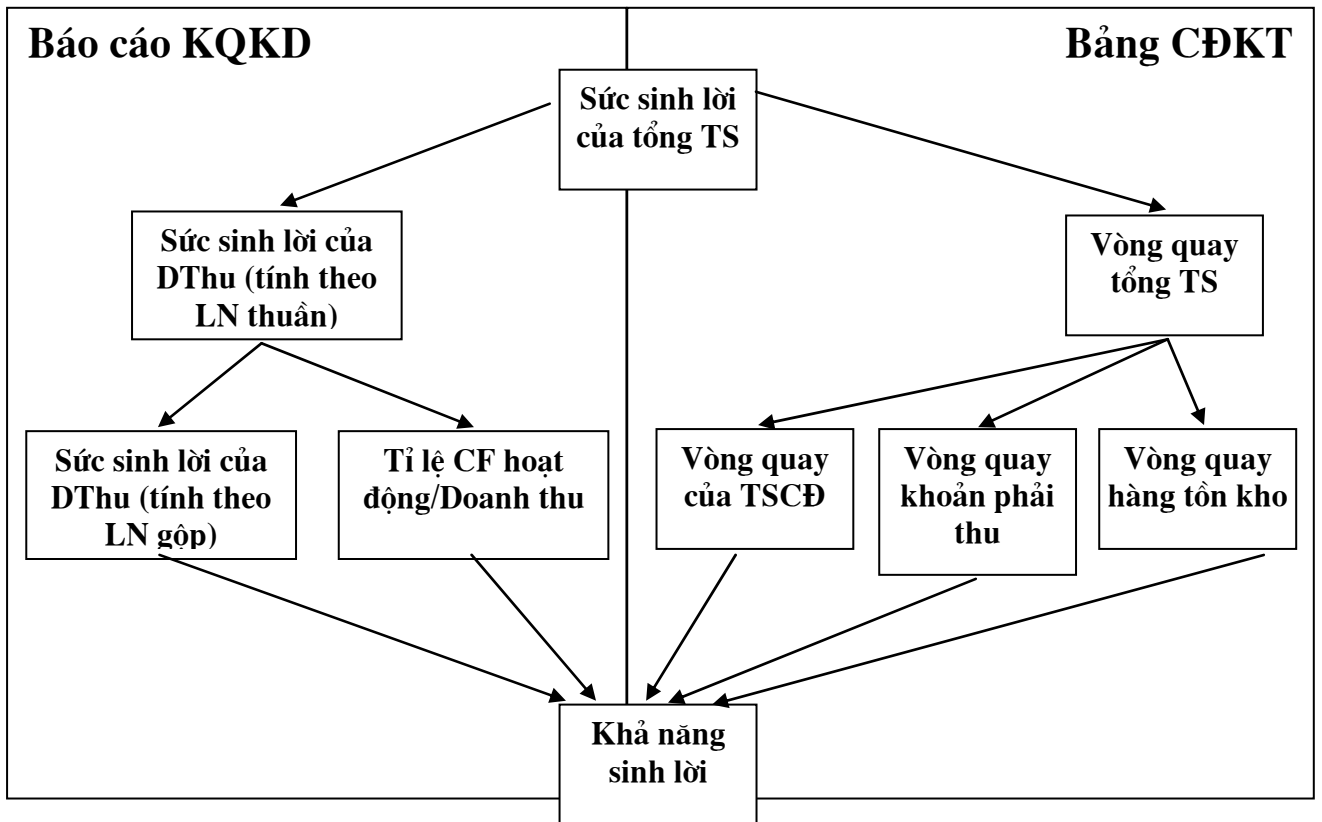 Báo cáo KQKD
Bảng CĐKT
Sức sinh lời
của tổng TS
Sức sinh lời của
DThu (tính theo
LN thuần)
Vòng quay
tổng TS
Sức sinh lời của
DThu (tính theo
LN gộp)
Tỉ lệ CF hoạt
động/Doanh thu
Vòng quay
của TSCĐ
Vòng quay
khoản phải
thu
Vòng quay
hàng tồn kho
Khả năng
sinh lời